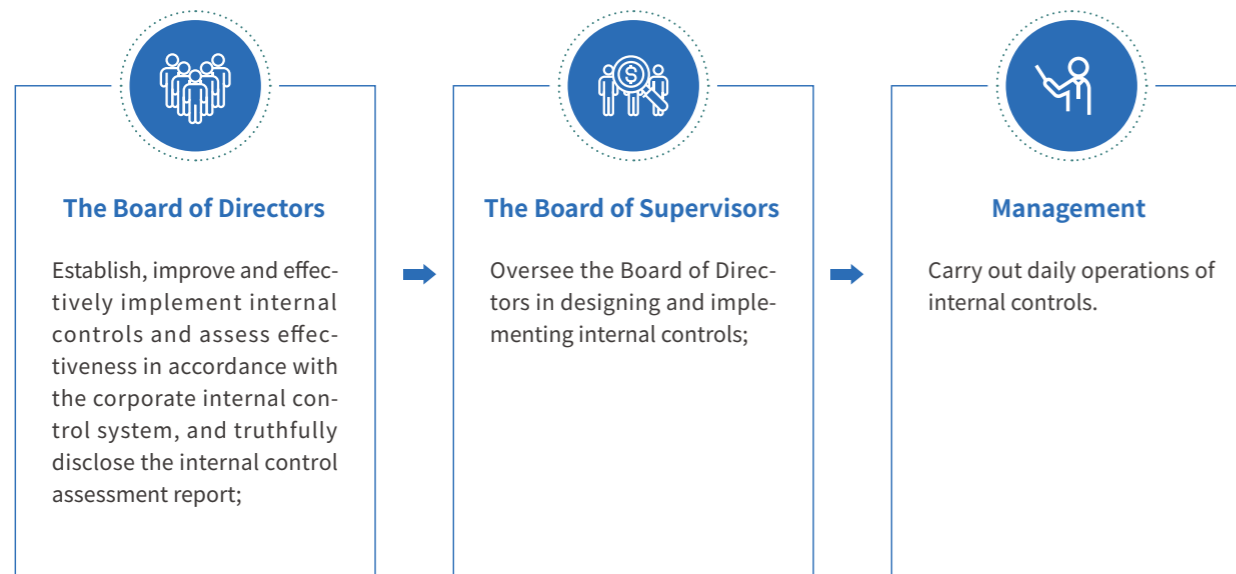 The Board of Directors
Establish, improve and effec-
tively implement internal
controls and assess effec-
tiveness in accordance with
the corporate internal con-
trol system, and truthfully
disclose the internal control
assessment report;
The Board of Supervisors
Oversee the Board of Direc-
tors in designing and imple-
menting internal controls;
Management
Carry out daily operations of
internal controls.